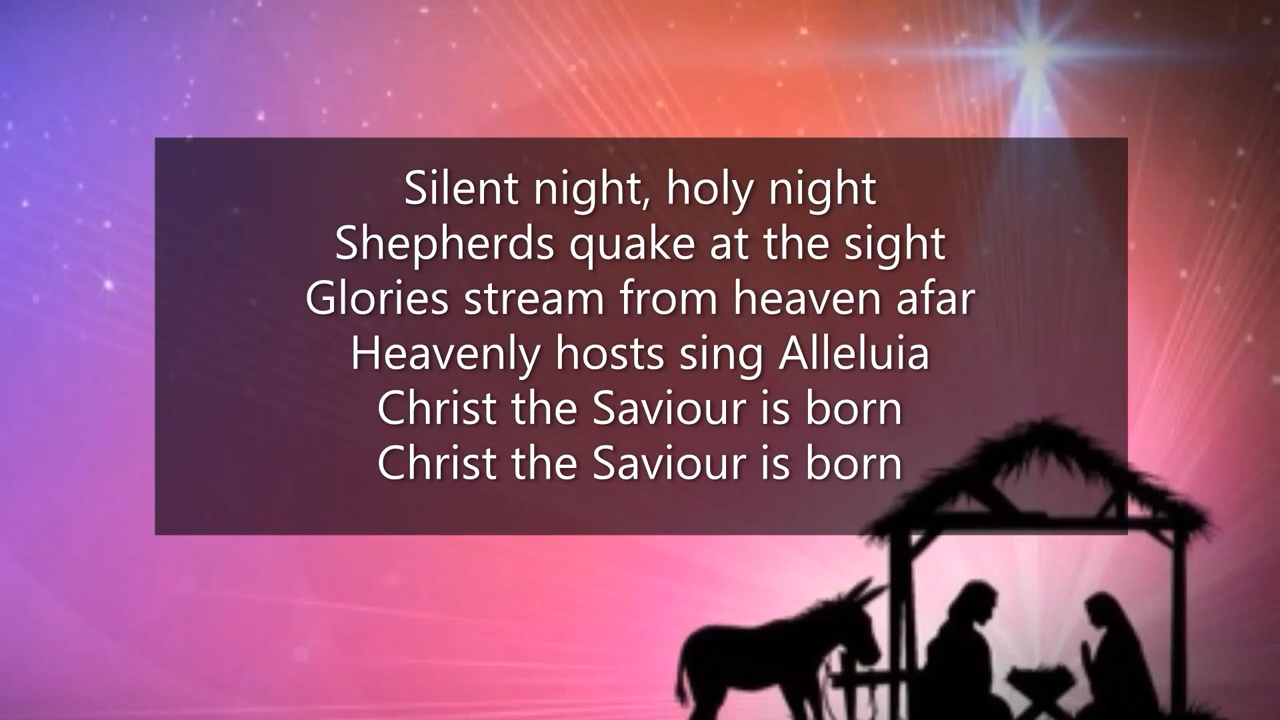 Silent night, holy night
Shepherds quake at the sight
Glories stream from heaven afar
Heavenly hosts sing Alleluia
Christ the Saviour is born
Christ the Saviour is born